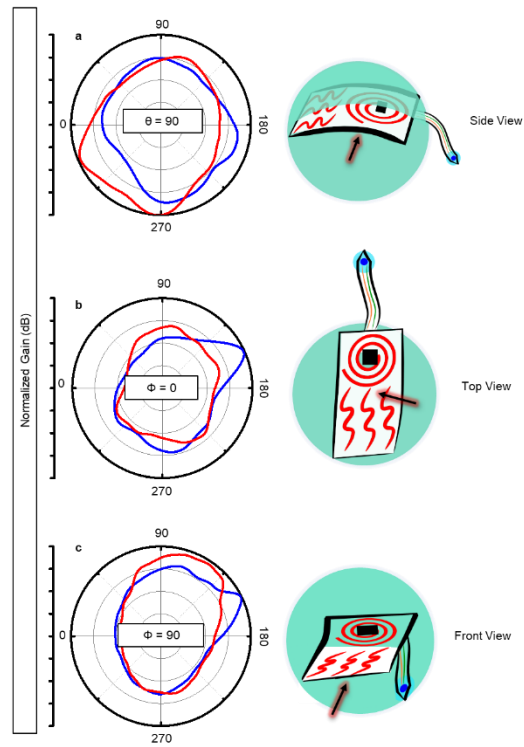 Normalized Gain (dB)
a
90
0
θ = 90
180
270
Side View
b
90
0
Φ = 0
180
270
Top View
c
90
0
Φ = 90
180
270
Front View